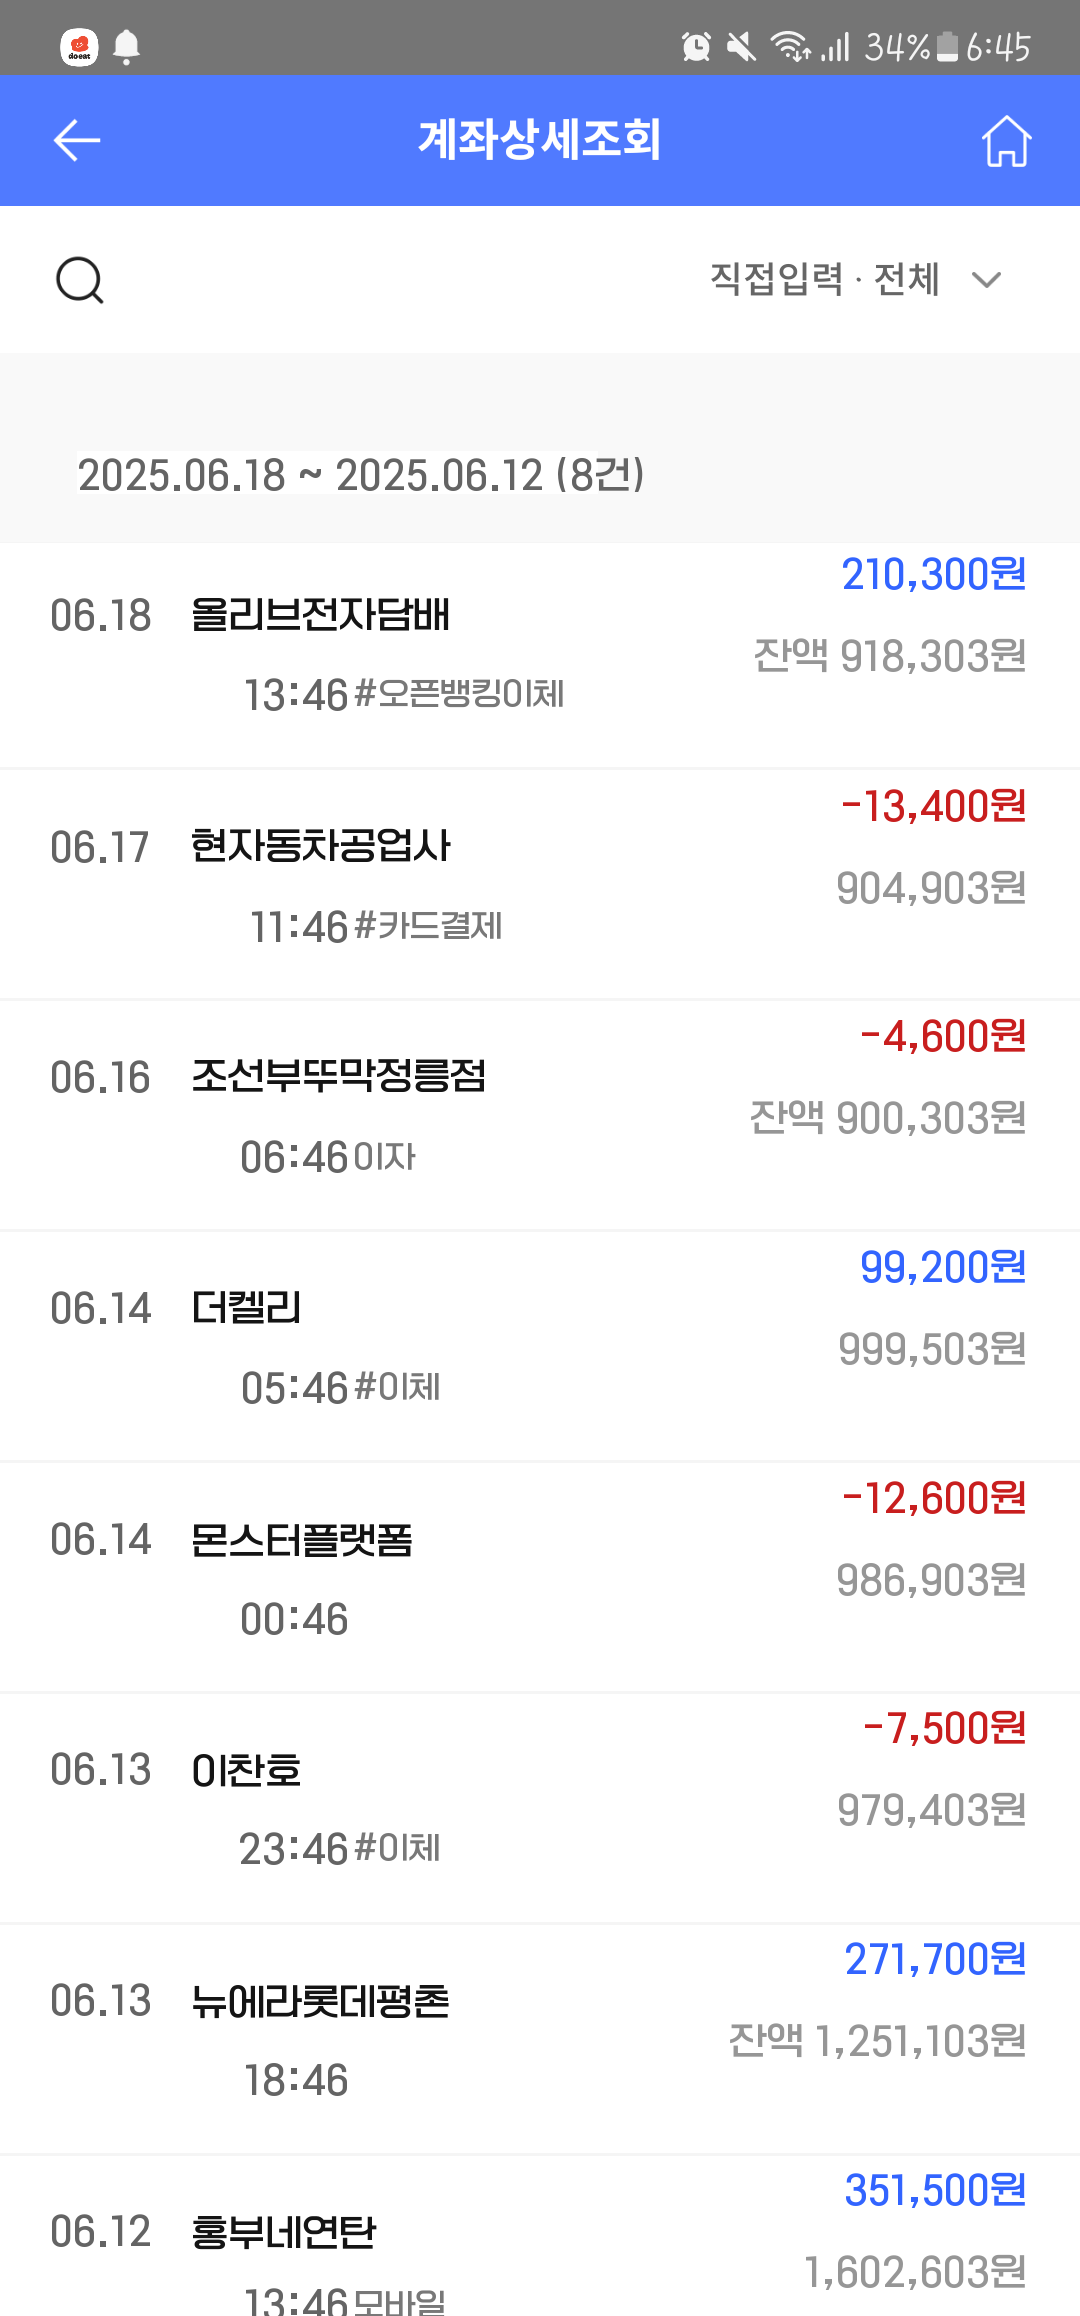 doeat
34% 6:45
계좌상세조회
직접입력 · 전체
2025.06.18 ~ 2025.06.12 (8건)
210,300원
06.18 올리브전자담배
잔액 918,303원
13:46 #오픈뱅킹이체
-13,400원
06.17 현자동차공업사
904,903원
11:46 #카드결제
-4,600원
06.16 조선부뚜막정릉점
잔액 900,303원
06:46 이자
99,200원
06.14 더켈리
999,503원
05:46 #이체
-12,600원
06.14 몬스터플랫폼
986,903원
00:46
-7,500원
06.13 이찬호
979,403원
23:46 #이체
271,700원
06.13 뉴에라롯데평촌
잔액 1,251,103원
18:46
351,500원
06.12 홍부네연탄
1,602,603원
13:46 모바일